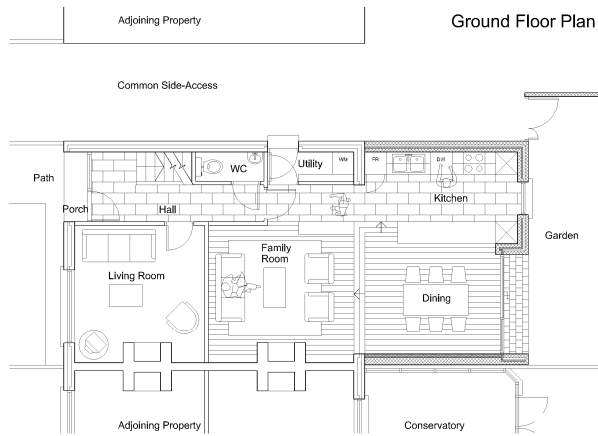 Adjoining Property
Ground Floor Plan
Common Side-Access
WC
Utility
WM
FR
DW
Path
Porch
Hall
Kitchen
Garden
Family
Room
Living Room
Dining
Adjoining Property
Conservatory